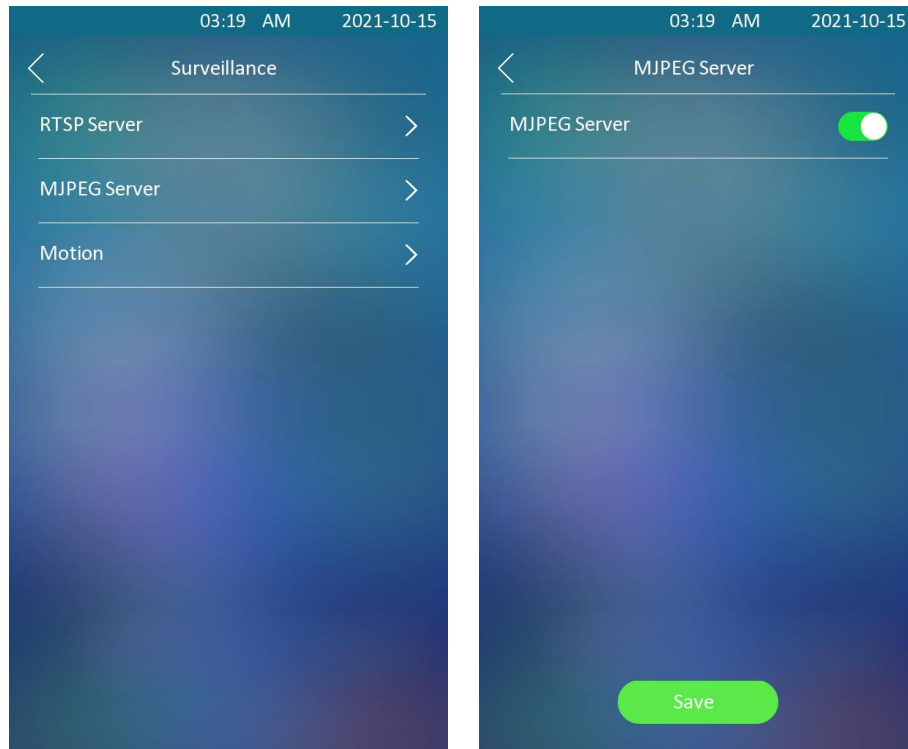 03:19 AM 2021-10-15
Surveillance
RTSP Server
MJPEG Server
Motion
03:19 AM 2021-10-15
MJPEG Server
MJPEG Server
Save